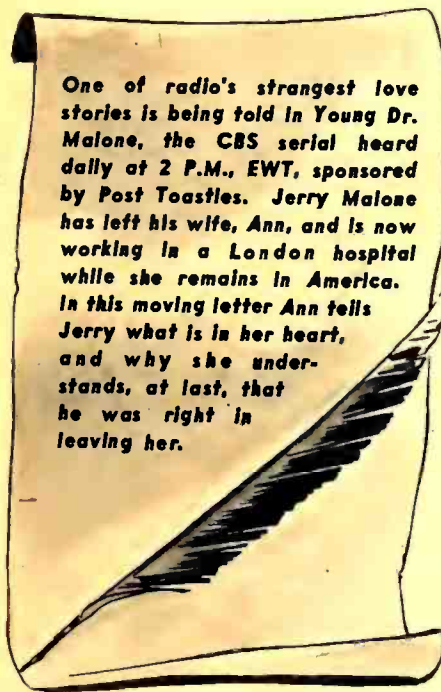 One of radio's strangest love
stories is being told in Young Dr.
Malone, the CBS serial heard
daily at 2 P.M., EWT, sponsored
by Post Toasties. Jerry Malone
has left his wife, Ann, and is now
working in a London hospital
while she remains in America.
In this moving letter Ann tells
Jerry what is in her heart,
and why she under-
stands, at last, that
he was right in
leaving her.